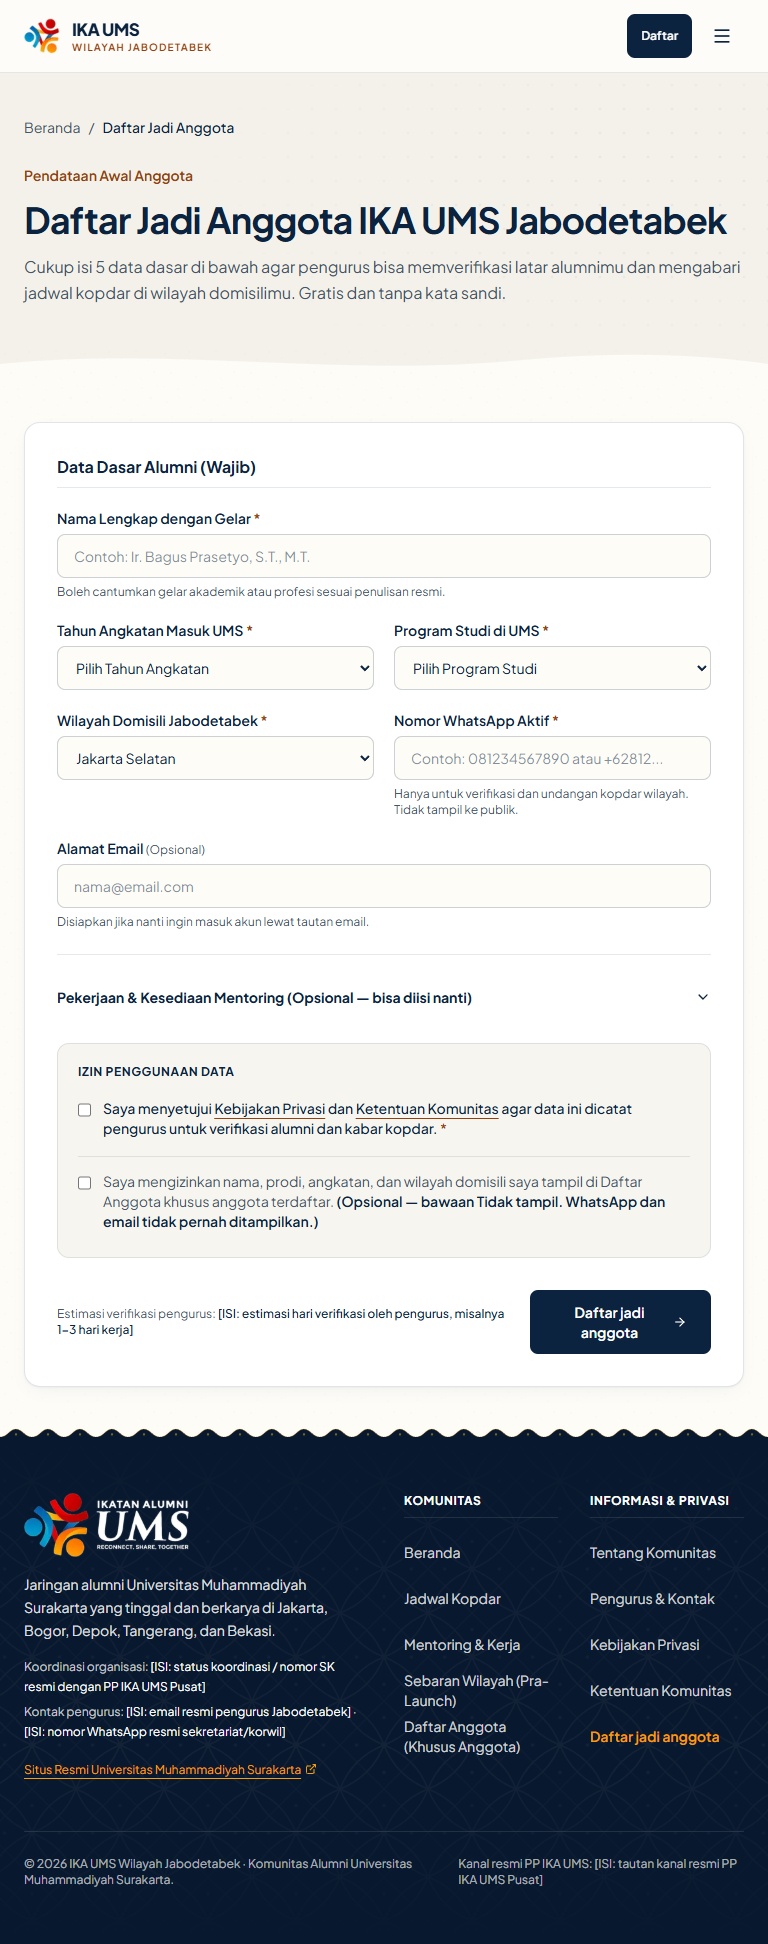 IKA UMS
WILAYAH JABODETABEK
Daftar
Beranda / Daftar Jadi Anggota
Pendataan Awal Anggota
Daftar Jadi Anggota IKA UMS Jabodetabek
Cukup isi 5 data dasar di bawah agar pengurus bisa memverifikasi latar alumnimu dan mengabari
jadwal kopdar di wilayah domisilimu. Gratis dan tanpa kata sandi.
Data Dasar Alumni (Wajib)
Nama Lengkap dengan Gelar *
Contoh: Ir. Bagus Prasetyo, S.T., M.T.
Boleh cantumkan gelar akademik atau profesi sesuai penulisan resmi.
Tahun Angkatan Masuk UMS *
Pilih Tahun Angkatan
Program Studi di UMS *
Pilih Program Studi
Wilayah Domisili Jabodetabek *
Jakarta Selatan
Nomor WhatsApp Aktif *
Contoh: 081234567890 atau +62812...
Hanya untuk verifikasi dan undangan kopdar wilayah.
Tidak tampil ke publik.
Alamat Email (Opsional)
nama@email.com
Disiapkan jika nanti ingin masuk akun lewat tautan email.
Pekerjaan & Kesediaan Mentoring (Opsional — bisa diisi nanti)
IZIN PENGGUNAAN DATA
Saya menyetujui Kebijakan Privasi dan Ketentuan Komunitas agar data ini dicatat
pengurus untuk verifikasi alumni dan kabar kopdar. *
Saya mengizinkan nama, prodi, angkatan, dan wilayah domisili saya tampil di Daftar
Anggota khusus anggota terdaftar. (Opsional — bawaan Tidak tampil. WhatsApp dan
email tidak pernah ditampilkan.)
Estimasi verifikasi pengurus: [ISI: estimasi hari verifikasi oleh pengurus, misalnya
1–3 hari kerja]
Daftar jadi
anggota
IKATAN ALUMNI
UMS
RECONNECT. SHARE. TOGETHER
Jaringan alumni Universitas Muhammadiyah
Surakarta yang tinggal dan berkarya di Jakarta,
Bogor, Depok, Tangerang, dan Bekasi.
Koordinasi organisasi: [ISI: status koordinasi / nomor SK
resmi dengan PP IKA UMS Pusat]
Kontak pengurus: [ISI: email resmi pengurus Jabodetabek] ·
[ISI: nomor WhatsApp resmi sekretariat/korwil]
Situs Resmi Universitas Muhammadiyah Surakarta
KOMUNITAS
Beranda
Jadwal Kopdar
Mentoring & Kerja
Sebaran Wilayah (Pra-
Launch)
Daftar Anggota
(Khusus Anggota)
INFORMASI & PRIVASI
Tentang Komunitas
Pengurus & Kontak
Kebijakan Privasi
Ketentuan Komunitas
Daftar jadi anggota
© 2026 IKA UMS Wilayah Jabodetabek · Komunitas Alumni Universitas
Muhammadiyah Surakarta.
Kanal resmi PP IKA UMS: [ISI: tautan kanal resmi PP
IKA UMS Pusat]